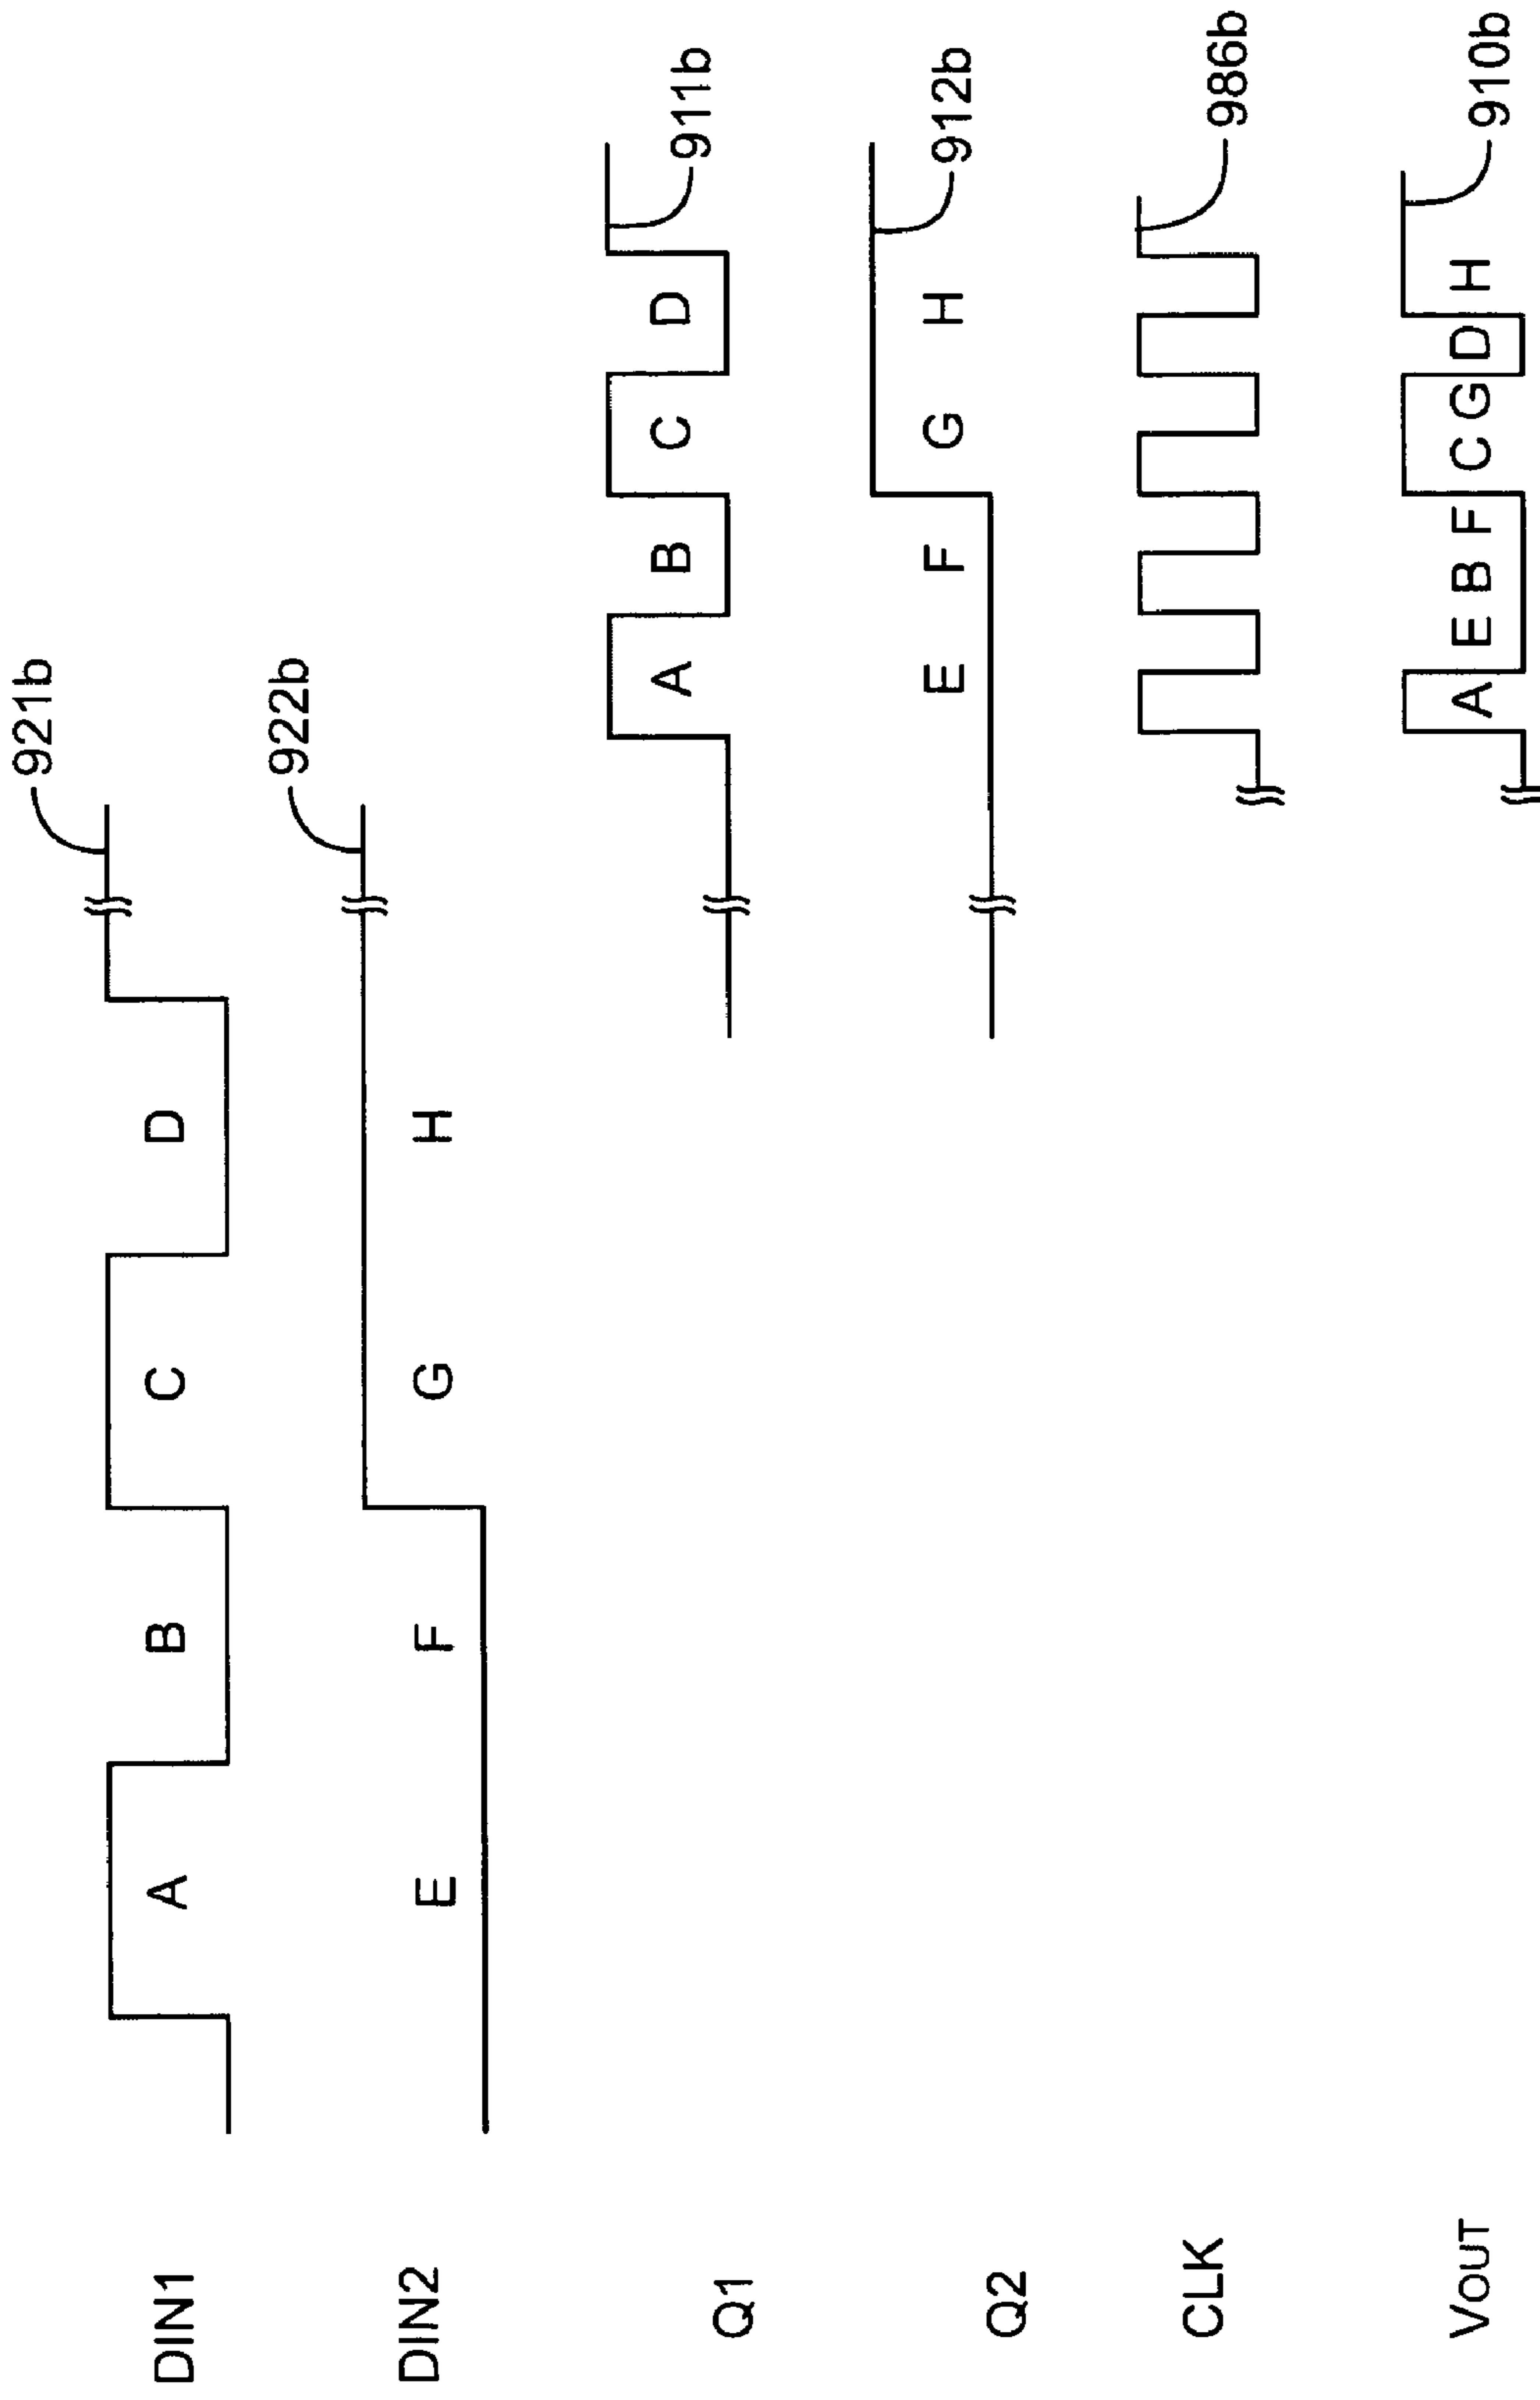 DIN1 A B C D 921b
DIN2 E F G H 922b
Q1 A B C D 911b
Q2 E F G H 912b
CLK 986b
VOUT A E B F C G D H 910b